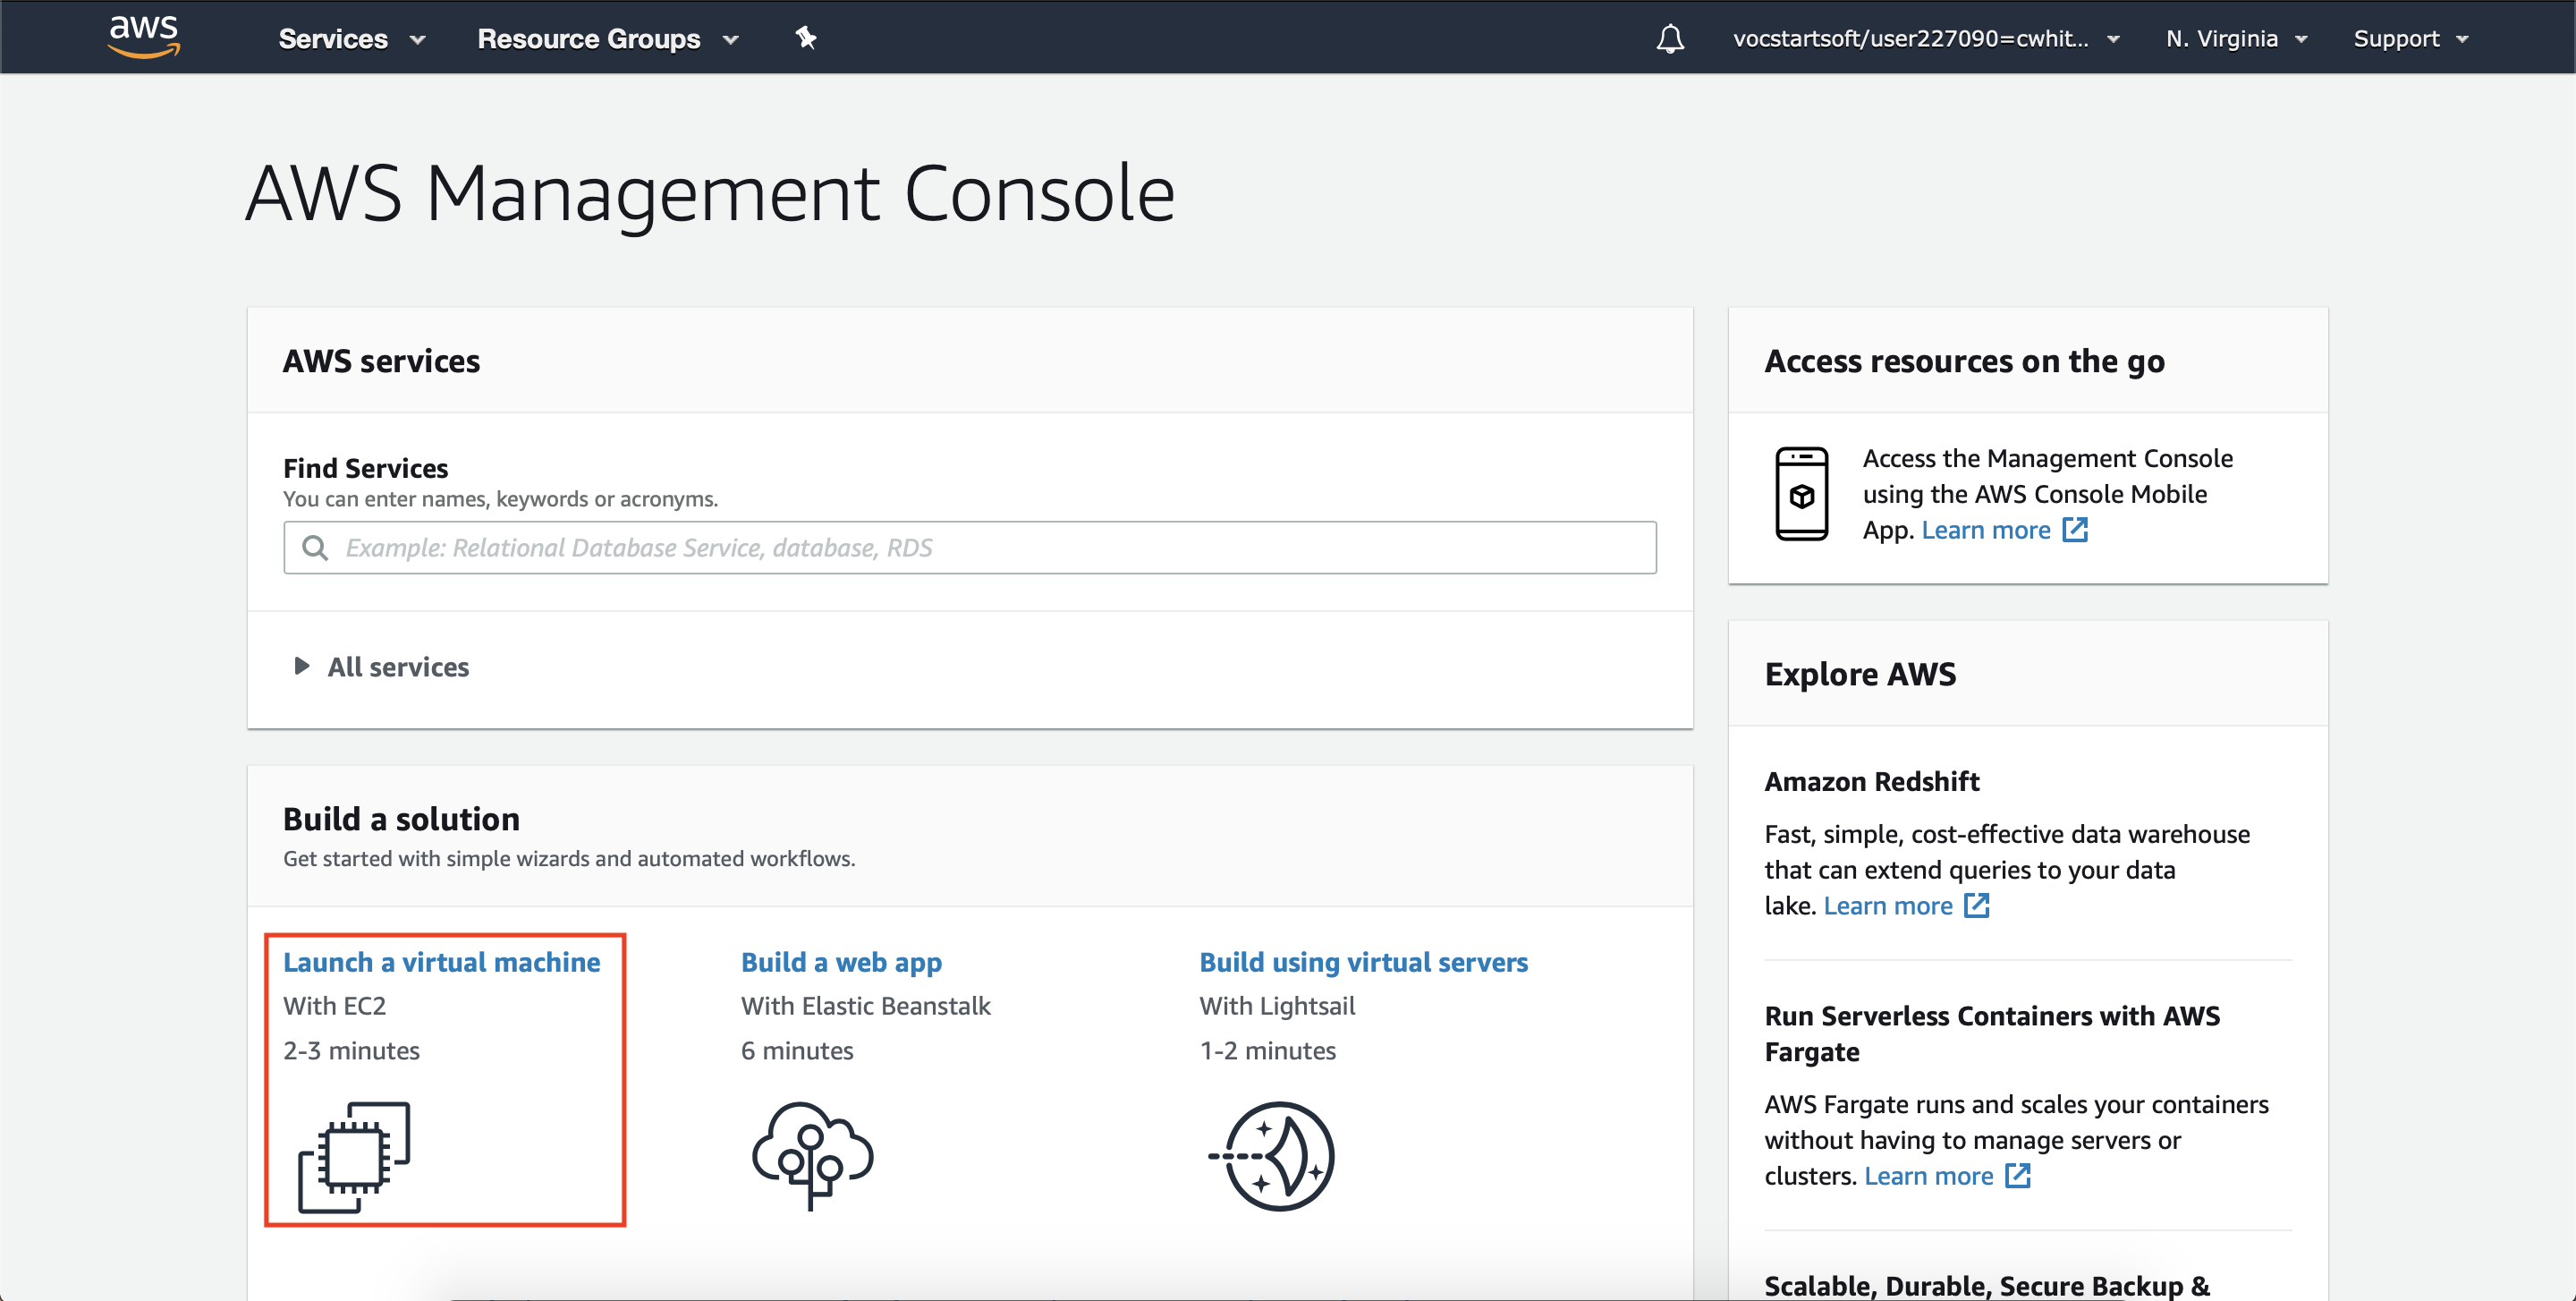 aws
Services
Resource Groups
vocstartsoft/user227090=cwhit...
N. Virginia
Support
AWS Management Console
AWS services
Find Services
You can enter names, keywords or acronyms.
Example: Relational Database Service, database, RDS
All services
Build a solution
Get started with simple wizards and automated workflows.
Launch a virtual machine
With EC2
2-3 minutes
Build a web app
With Elastic Beanstalk
6 minutes
Build using virtual servers
With Lightsail
1-2 minutes
Access resources on the go
Access the Management Console
using the AWS Console Mobile
App. Learn more
Explore AWS
Amazon Redshift
Fast, simple, cost-effective data warehouse
that can extend queries to your data
lake. Learn more
Run Serverless Containers with AWS
Fargate
AWS Fargate runs and scales your containers
without having to manage servers or
clusters. Learn more
Scalable, Durable, Secure Backup &